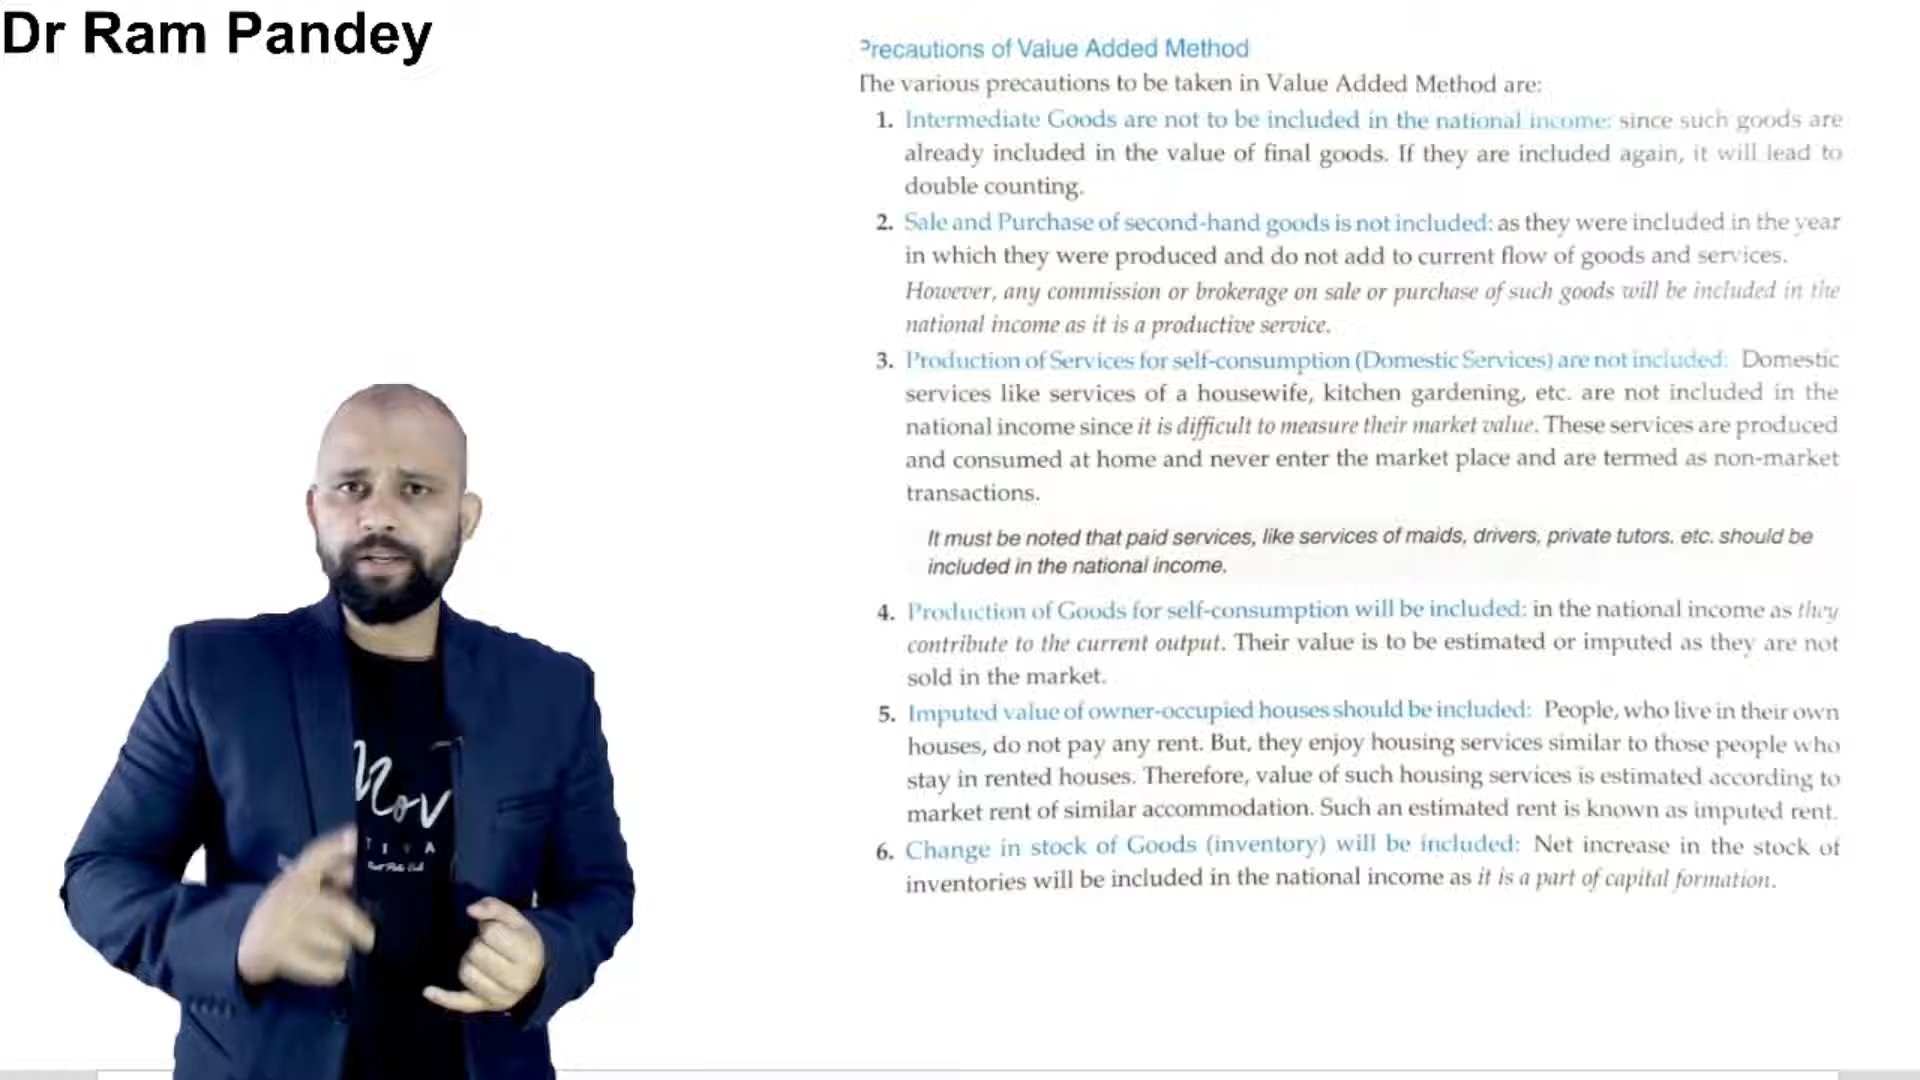 Dr Ram Pandey
Precautions of Value Added Method
The various precautions to be taken in Value Added Method are:
1. Intermediate Goods are not to be included in the national income: since such goods are
already included in the value of final goods. If they are included again, it will lead to
double counting.
2. Sale and Purchase of second-hand goods is not included: as they were included in the year
in which they were produced and do not add to current flow of goods and services.
However, any commission or brokerage on sale or purchase of such goods will be included in the
national income as it is a productive service.
3. Production of Services for self-consumption (Domestic Services) are not included: Domestic
services like services of a housewife, kitchen gardening, etc. are not included in the
national income since it is difficult to measure their market value. These services are produced
and consumed at home and never enter the market place and are termed as non-market
transactions.
It must be noted that paid services, like services of maids, drivers, private tutors. etc. should be
included in the national income.
4. Production of Goods for self-consumption will be included: in the national income as they
contribute to the current output. Their value is to be estimated or imputed as they are not
sold in the market.
5. Imputed value of owner-occupied houses should be included: People, who live in their own
houses, do not pay any rent. But, they enjoy housing services similar to those people who
stay in rented houses. Therefore, value of such housing services is estimated according to
market rent of similar accommodation. Such an estimated rent is known as imputed rent.
6. Change in stock of Goods (inventory) will be included: Net increase in the stock of
inventories will be included in the national income as it is a part of capital formation.
Mov
TIVA